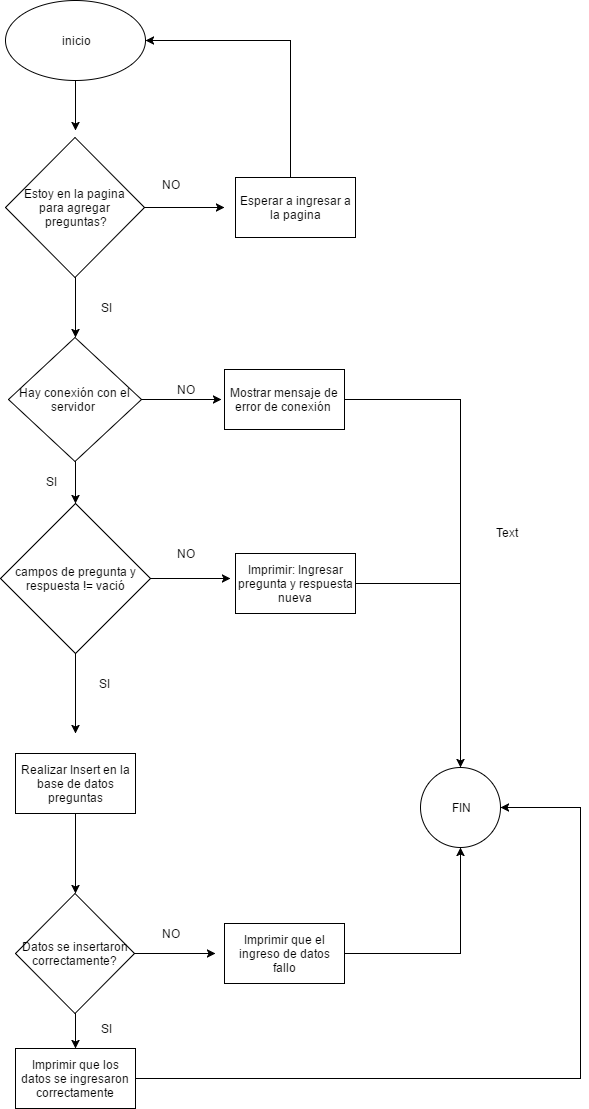 inicio
Estoy en la pagina
para agregar
preguntas?
NO
Esperar a ingresar a
la pagina
SI
Hay conexión con el
servidor
NO
Mostrar mensaje de
error de conexión
SI
Text
campos de pregunta y
respuesta != vació
NO
Imprimir: Ingresar
pregunta y respuesta
nueva
SI
Realizar Insert en la
base de datos
preguntas
FIN
Datos se insertaron
correctamente?
NO
Imprimir que el
ingreso de datos
fallo
SI
Imprimir que los
datos se ingresaron
correctamente